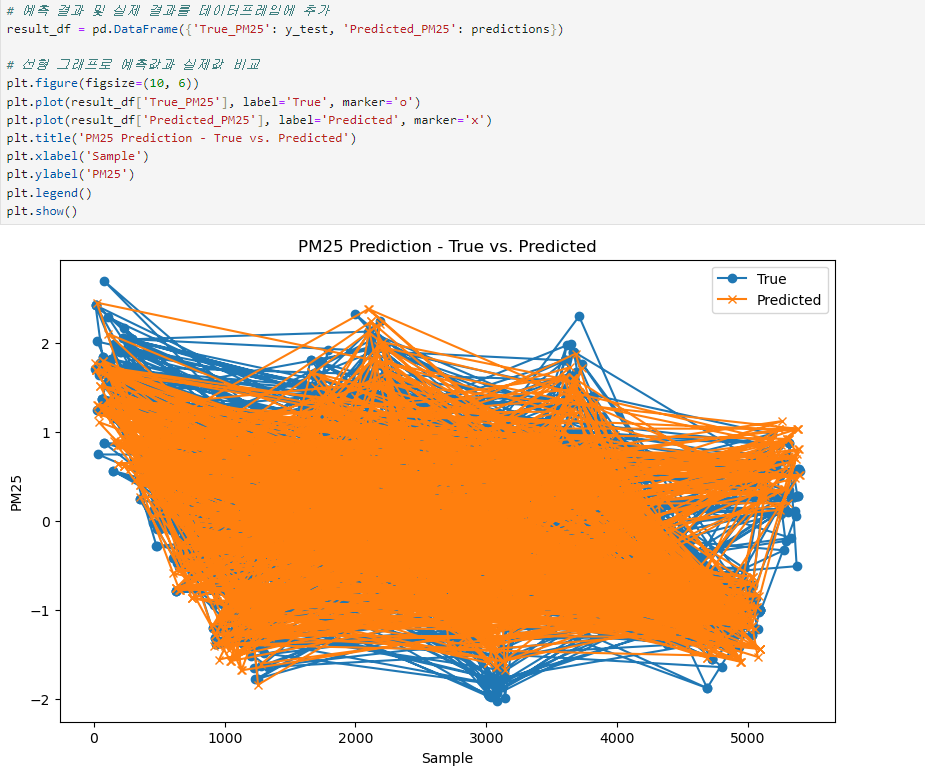 # 예측 결과 및 실제 결과를 데이터프레임에 추가
result_df = pd.DataFrame({'True_PM25': y_test, 'Predicted_PM25': predictions})
# 선형 그래프로 예측값과 실제값 비교
plt.figure(figsize=(10, 6))
plt.plot(result_df['True_PM25'], label='True', marker='o')
plt.plot(result_df['Predicted_PM25'], label='Predicted', marker='x')
plt.title('PM25 Prediction - True vs. Predicted')
plt.xlabel('Sample')
plt.ylabel('PM25')
plt.legend()
plt.show()
PM25 Prediction - True vs. Predicted
True
Predicted
2
1
0
−1
−2
PM25
0 1000 2000 3000 4000 5000
Sample